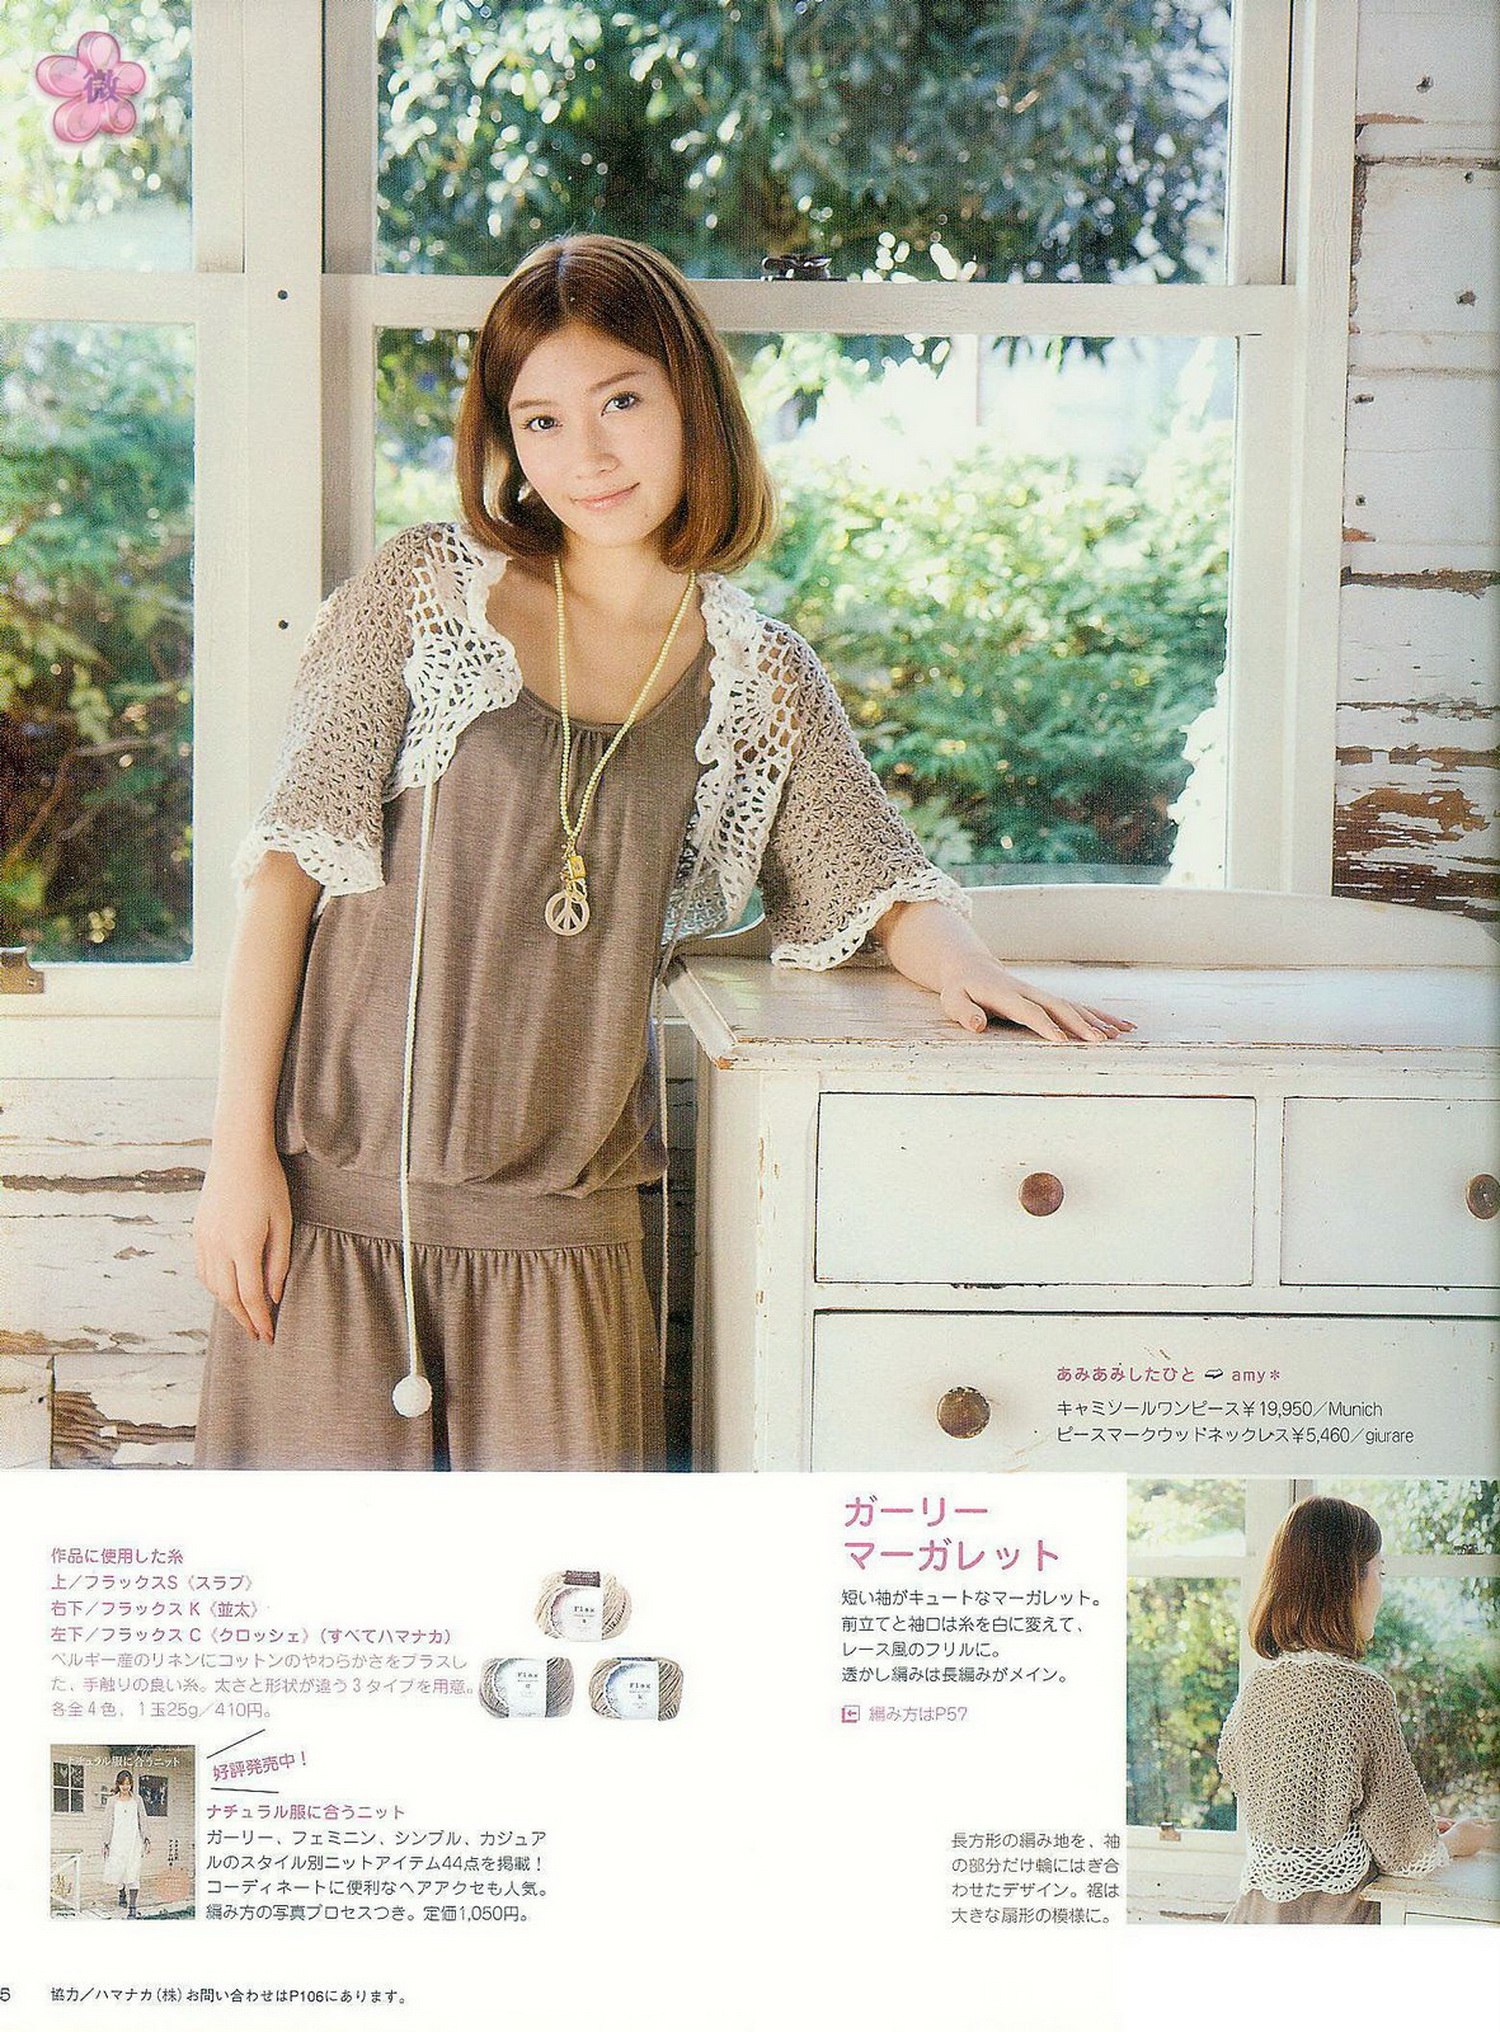 微
あみあみしたひと ➩ amy*
キャミソールワンピース￥19,950／Munich
ピースマークウッドネックレス￥5,460／giurare
ガーリー
マーガレット
短い袖がキュートなマーガレット。
前立てと袖口は糸を白に変えて、
レース風のフリルに。
透かし編みは長編みがメイン。
編み方はP57
長方形の編み地を、袖
の部分だけ輪にはぎ合
わせたデザイン。裾は
大きな扇形の模様に。
作品に使用した糸
上／フラックスS《スラブ》
右下／フラックス K《並太》
左下／フラックス C《クロッシェ》（すべてハマナカ）
ベルギー産のリネンにコットンのやわらかさをプラスし
た、手触りの良い糸。太さと形状が違う3タイプを用意。
各全4色、1玉25g／410円。
Flax
Flax
Flax
ナチュラル服に合うニット
好評発売中！
ナチュラル服に合うニット
ガーリー、フェミニン、シンプル、カジュア
ルのスタイル別ニットアイテム44点を掲載！
コーディネートに便利なヘアアクセも人気。
編み方の写真プロセスつき。定価1,050円。
5 協力／ハマナカ（株）お問い合わせはP106にあります。